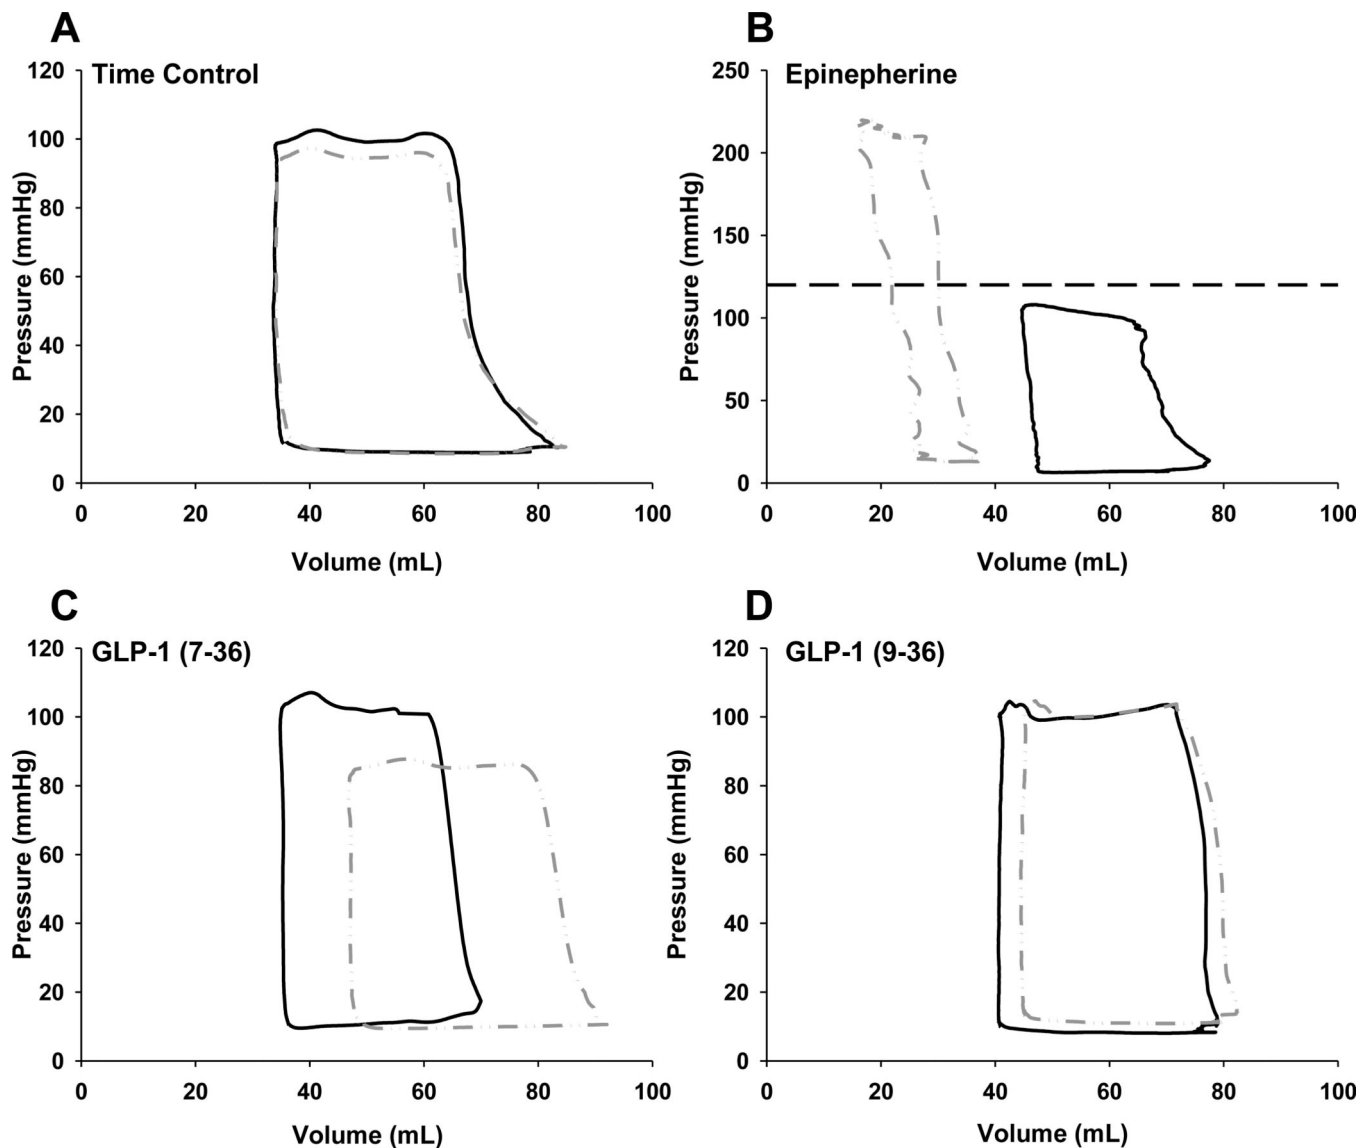 A
Time Control
120
100
80
60
40
20
0
Pressure (mmHg)
0 20 40 60 80 100
Volume (mL)
B
Epinepherine
250
200
150
100
50
0
Pressure (mmHg)
0 20 40 60 80 100
Volume (mL)
C
GLP-1 (7-36)
120
100
80
60
40
20
0
Pressure (mmHg)
0 20 40 60 80 100
Volume (mL)
D
GLP-1 (9-36)
120
100
80
60
40
20
0
Pressure (mmHg)
0 20 40 60 80 100
Volume (mL)